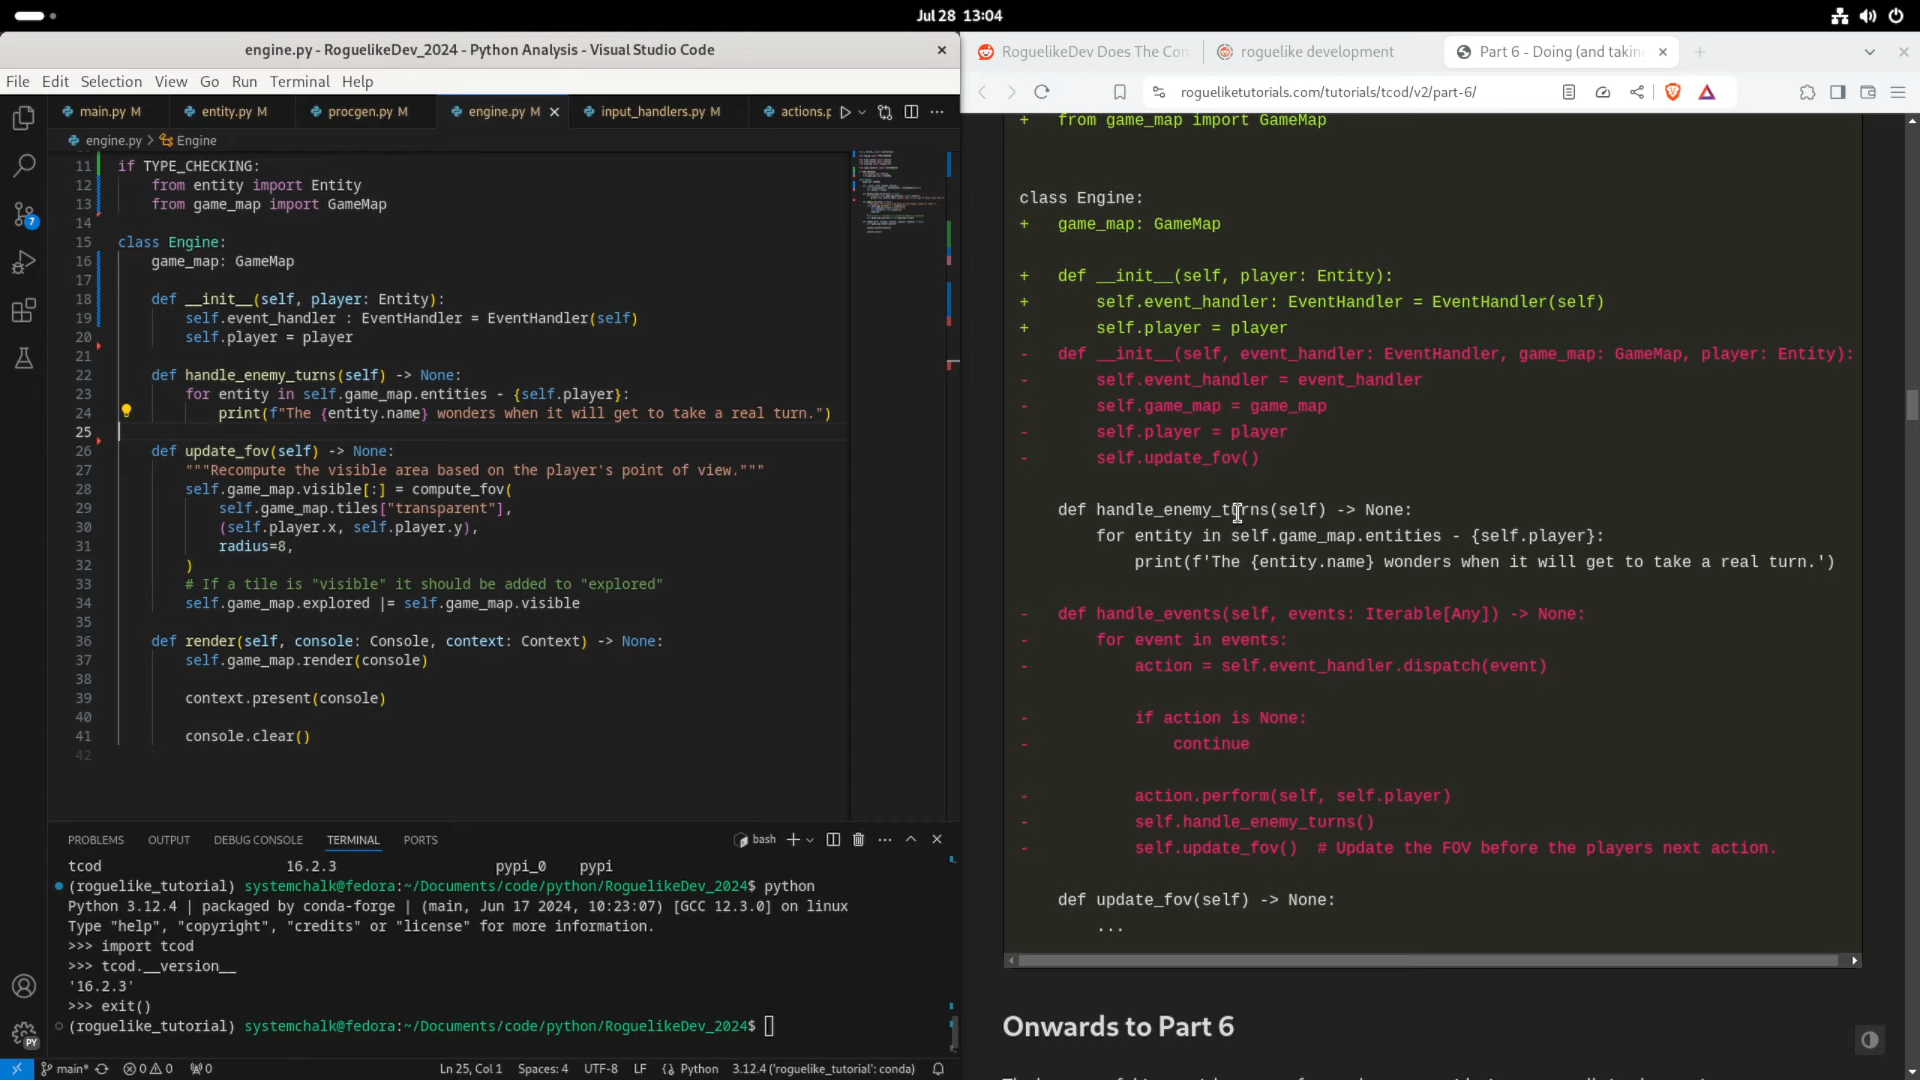 Jul 28 13:04
engine.py - RoguelikeDev_2024 - Python Analysis - Visual Studio Code
File Edit Selection View Go Run Terminal Help
main.py M entity.py M procgen.py M engine.py M input_handlers.py M actions.p
engine.py > Engine
11 if TYPE_CHECKING:
12 from entity import Entity
13 from game_map import GameMap
14
15 class Engine:
16 game_map: GameMap
17
18 def __init__(self, player: Entity):
19 self.event_handler : EventHandler = EventHandler(self)
20 self.player = player
21
22 def handle_enemy_turns(self) -> None:
23 for entity in self.game_map.entities - {self.player}:
24 print(f"The {entity.name} wonders when it will get to take a real turn.")
25
26 def update_fov(self) -> None:
27 """Recompute the visible area based on the player's point of view."""
28 self.game_map.visible[:] = compute_fov(
29 self.game_map.tiles["transparent"],
30 (self.player.x, self.player.y),
31 radius=8,
32 )
33 # If a tile is "visible" it should be added to "explored"
34 self.game_map.explored |= self.game_map.visible
35
36 def render(self, console: Console, context: Context) -> None:
37 self.game_map.render(console)
38
39 context.present(console)
40
41 console.clear()
42
PROBLEMS OUTPUT DEBUG CONSOLE TERMINAL PORTS bash
tcod 16.2.3 pypi_0 pypi
(roguelike_tutorial) systemchalk@fedora:~/Documents/code/python/RoguelikeDev_2024$ python
Python 3.12.4 | packaged by conda-forge | (main, Jun 17 2024, 10:23:07) [GCC 12.3.0] on linux
Type "help", "copyright", "credits" or "license" for more information.
>>> import tcod
>>> tcod.__version__
'16.2.3'
>>> exit()
(roguelike_tutorial) systemchalk@fedora:~/Documents/code/python/RoguelikeDev_2024$
7
PY
main* 0 0 0 Ln 25, Col 1 Spaces: 4 UTF-8 LF Python 3.12.4 ('roguelike_tutorial': conda)
RoguelikeDev Does The Con roguelike development Part 6 - Doing (and takin
rogueliketutorials.com/tutorials/tcod/v2/part-6/
+ from game_map import GameMap
class Engine:
+ game_map: GameMap
+ def __init__(self, player: Entity):
+ self.event_handler: EventHandler = EventHandler(self)
+ self.player = player
- def __init__(self, event_handler: EventHandler, game_map: GameMap, player: Entity):
- self.event_handler = event_handler
- self.game_map = game_map
- self.player = player
- self.update_fov()
def handle_enemy_turns(self) -> None:
for entity in self.game_map.entities - {self.player}:
print(f'The {entity.name} wonders when it will get to take a real turn.')
- def handle_events(self, events: Iterable[Any]) -> None:
- for event in events:
- action = self.event_handler.dispatch(event)
- if action is None:
- continue
- action.perform(self, self.player)
- self.handle_enemy_turns()
- self.update_fov() # Update the FOV before the players next action.
def update_fov(self) -> None:
...
Onwards to Part 6